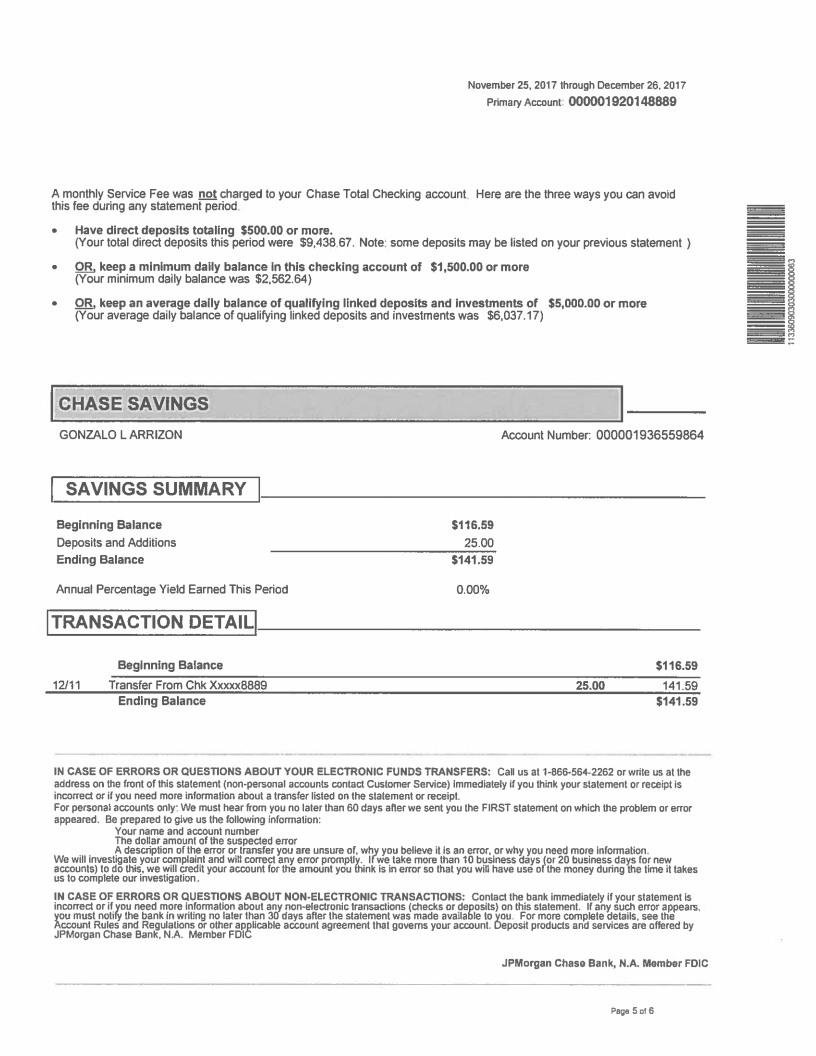 November 25, 2017 through December 26, 2017
Primary Account: 000001920148889
A monthly Service Fee was not charged to your Chase Total Checking account. Here are the three ways you can avoid
this fee during any statement period.
• Have direct deposits totaling $500.00 or more.
(Your total direct deposits this period were $9,438.67. Note: some deposits may be listed on your previous statement )
• OR, keep a minimum daily balance in this checking account of $1,500.00 or more
(Your minimum daily balance was $2,562.64)
• OR, keep an average daily balance of qualifying linked deposits and investments of $5,000.00 or more
(Your average daily balance of qualifying linked deposits and investments was $6,037.17)
11336090303000000063
CHASE SAVINGS
GONZALO L ARRIZON Account Number: 000001936559864
SAVINGS SUMMARY
Beginning Balance $116.59
Deposits and Additions 25.00
Ending Balance $141.59
Annual Percentage Yield Earned This Period 0.00%
TRANSACTION DETAIL
Beginning Balance $116.59
12/11 Transfer From Chk Xxxxx8889 25.00 141.59
Ending Balance $141.59
IN CASE OF ERRORS OR QUESTIONS ABOUT YOUR ELECTRONIC FUNDS TRANSFERS: Call us at 1-866-564-2262 or write us at the
address on the front of this statement (non-personal accounts contact Customer Service) immediately if you think your statement or receipt is
incorrect or if you need more information about a transfer listed on the statement or receipt.
For personal accounts only: We must hear from you no later than 60 days after we sent you the FIRST statement on which the problem or error
appeared. Be prepared to give us the following information:
Your name and account number
The dollar amount of the suspected error
A description of the error or transfer you are unsure of, why you believe it is an error, or why you need more information.
We will investigate your complaint and will correct any error promptly. If we take more than 10 business days (or 20 business days for new
accounts) to do this, we will credit your account for the amount you think is in error so that you will have use of the money during the time it takes
us to complete our investigation.
IN CASE OF ERRORS OR QUESTIONS ABOUT NON-ELECTRONIC TRANSACTIONS: Contact the bank immediately if your statement is
incorrect or if you need more information about any non-electronic transactions (checks or deposits) on this statement. If any such error appears,
you must notify the bank in writing no later than 30 days after the statement was made available to you. For more complete details, see the
Account Rules and Regulations or other applicable account agreement that governs your account. Deposit products and services are offered by
JPMorgan Chase Bank, N.A. Member FDIC
JPMorgan Chase Bank, N.A. Member FDIC
Page 5 of 6